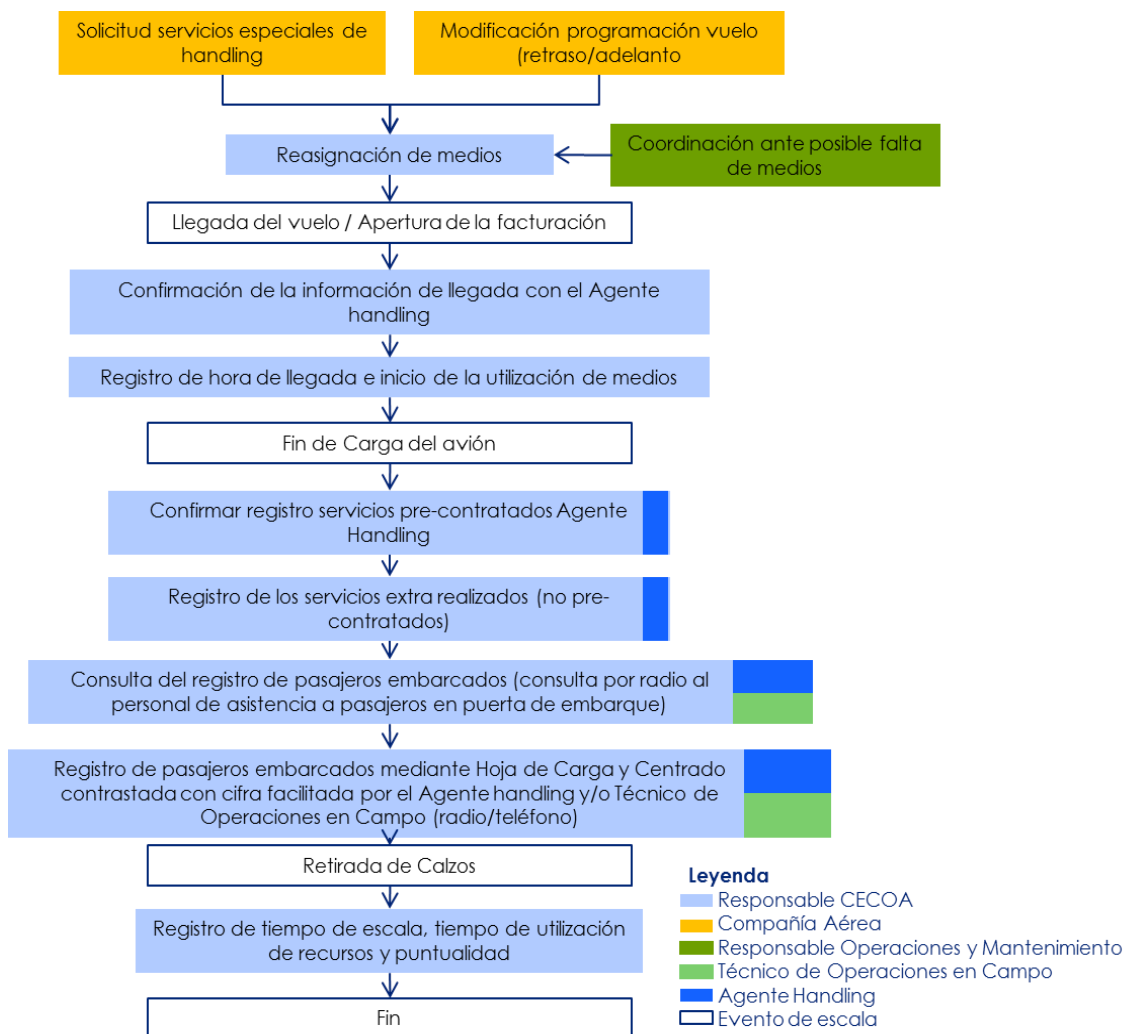 Solicitud servicios especiales de
handling
Modificación programación vuelo
(retraso/adelanto
Reasignación de medios
Coordinación ante posible falta
de medios
Llegada del vuelo / Apertura de la facturación
Confirmación de la información de llegada con el Agente
handling
Registro de hora de llegada e inicio de la utilización de medios
Fin de Carga del avión
Confirmar registro servicios pre-contratados Agente
Handling
Registro de los servicios extra realizados (no pre-
contratados)
Consulta del registro de pasajeros embarcados (consulta por radio al
personal de asistencia a pasajeros en puerta de embarque)
Registro de pasajeros embarcados mediante Hoja de Carga y Centrado
contrastada con cifra facilitada por el Agente handling y/o Técnico de
Operaciones en Campo (radio/teléfono)
Retirada de Calzos
Registro de tiempo de escala, tiempo de utilización
de recursos y puntualidad
Fin
Leyenda
Responsable CECOA
Compañía Aérea
Responsable Operaciones y Mantenimiento
Técnico de Operaciones en Campo
Agente Handling
Evento de escala